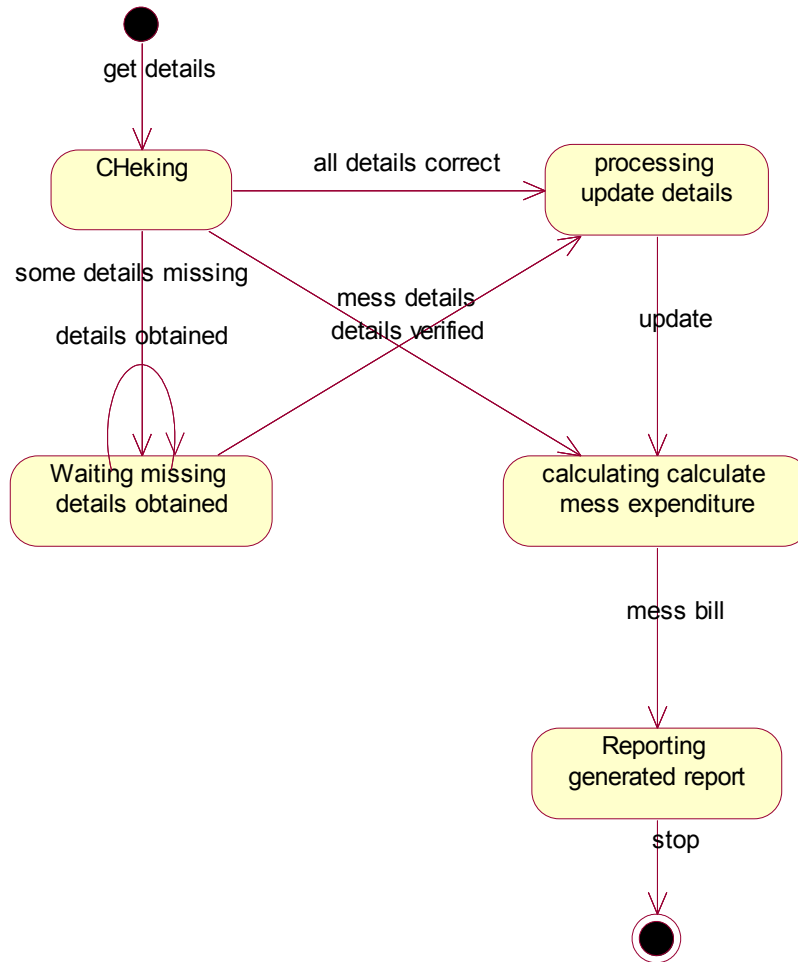 get details
CHeking
all details correct
processing
update details
some details missing
mess details
details verified
update
details obtained
Waiting missing
details obtained
calculating calculate
mess expenditure
mess bill
Reporting
generated report
stop